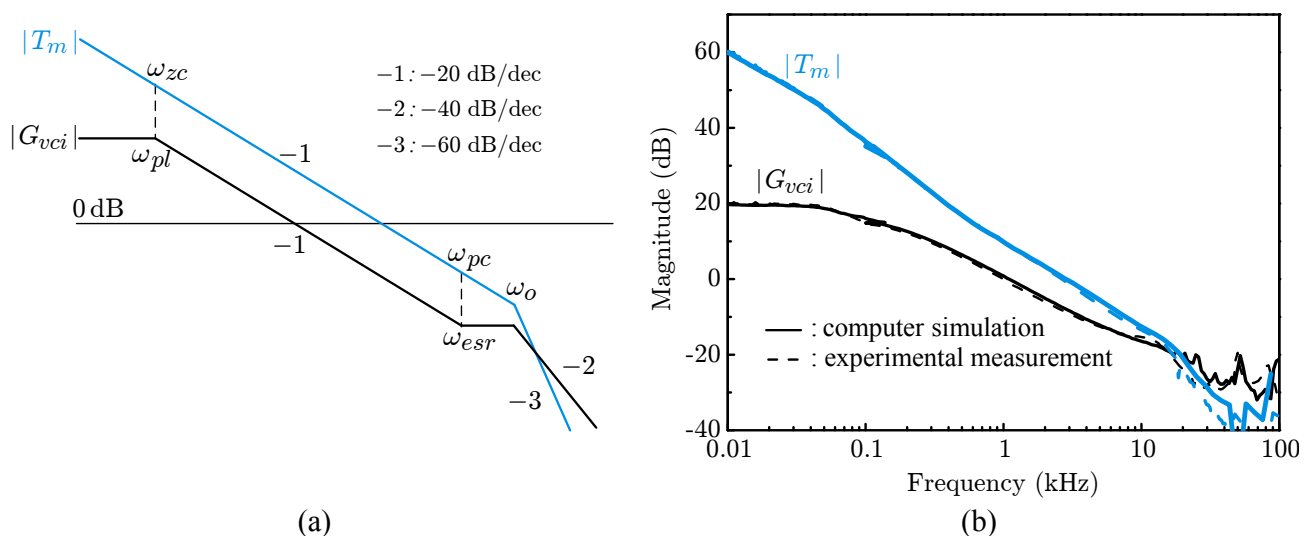 |T_m|
ω_zc
−1 : −20 dB/dec
−2 : −40 dB/dec
−3 : −60 dB/dec
|G_vci|
ω_pl
−1
0 dB
−1
ω_pc
ω_o
ω_esr
−2
−3
(a)
Magnitude (dB)
60
40
20
0
-20
-40
|T_m|
|G_vci|
: computer simulation
: experimental measurement
0.01 0.1 1 10 100
Frequency (kHz)
(b)